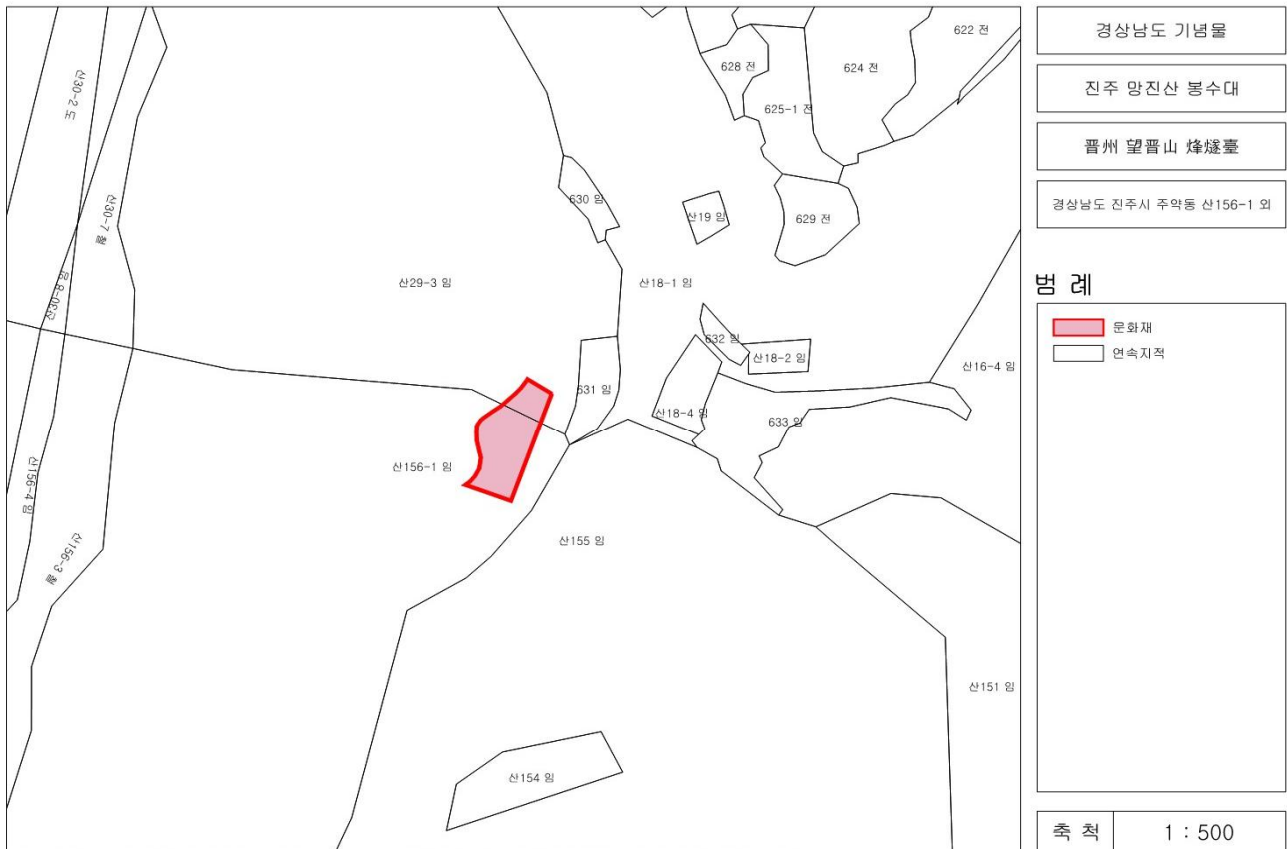 622 전
628 전
624 전
산30-2 도
625-1 전
630 임
산19 임
629 전
산30-7 철
산30-8 임
산29-3 임
산18-1 임
632 임
산18-2 임
산16-4 임
631 임
산18-4 임
633 임
산156-1 임
산156-4 임
산155 임
산156-3 철
산151 임
산154 임
경상남도 기념물
진주 망진산 봉수대
晋州 望晋山 烽燧臺
경상남도 진주시 주약동 산156-1 외
범 례
문화재
연속지적
축 척
1 : 500